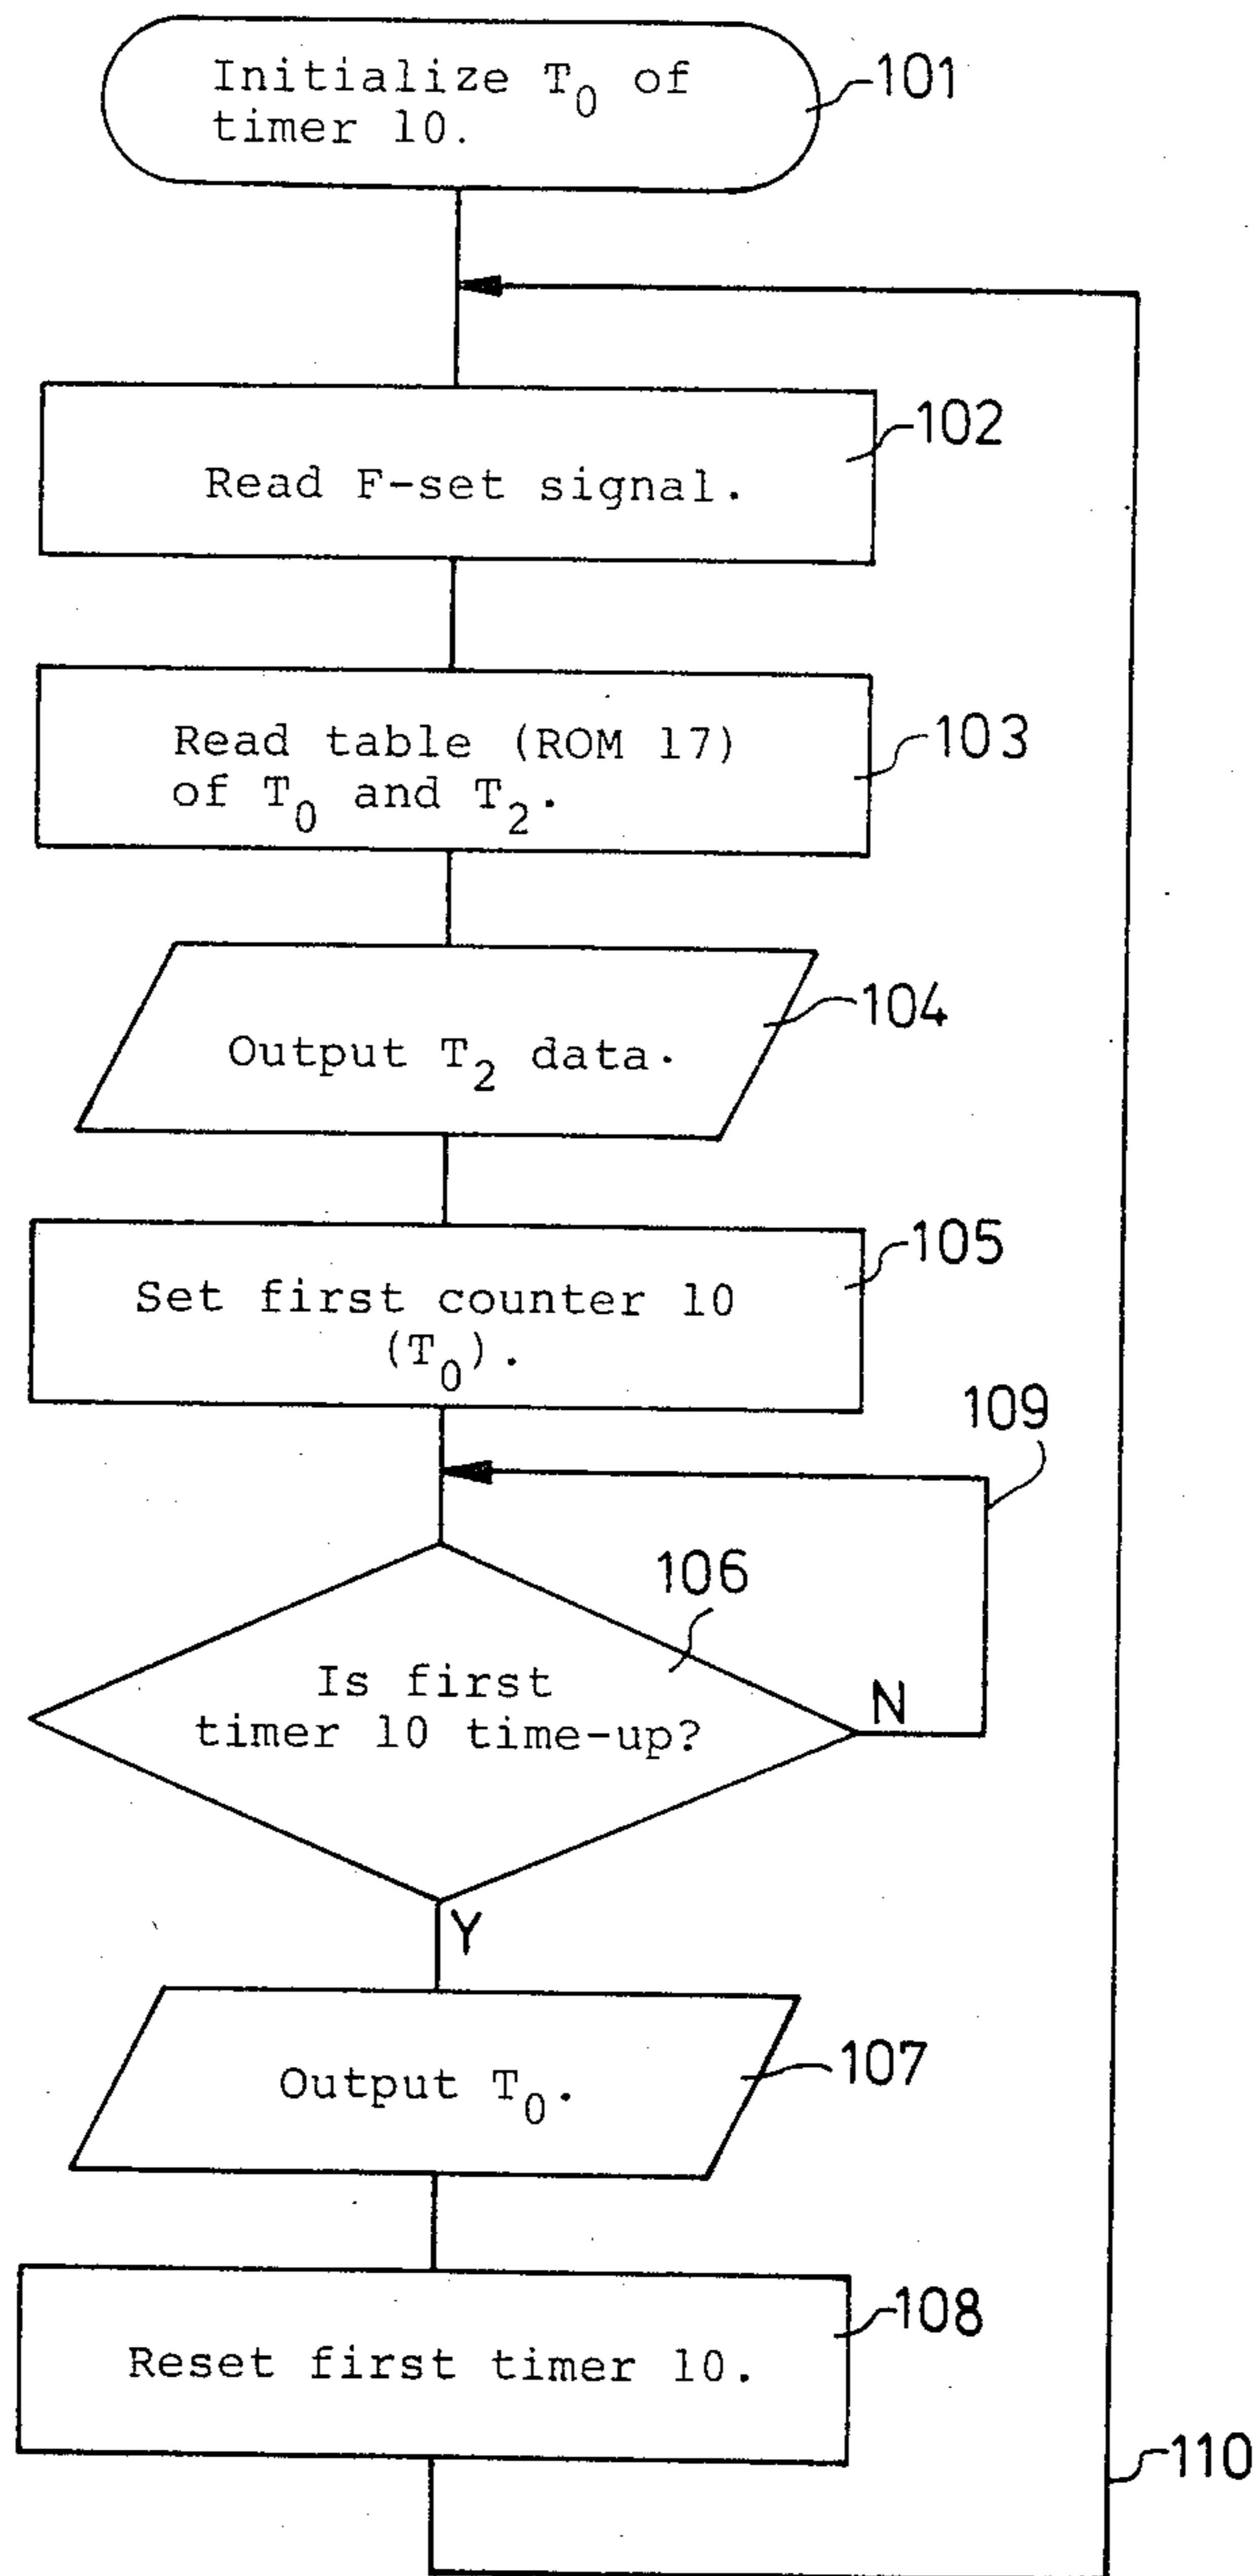 Initialize T0 of
timer 10.
101
Read F-set signal.
102
Read table (ROM 17)
of T0 and T2.
103
Output T2 data.
104
Set first counter 10
(T0).
105
109
106
Is first
timer 10 time-up?
N
Y
Output T0.
107
Reset first timer 10.
108
110